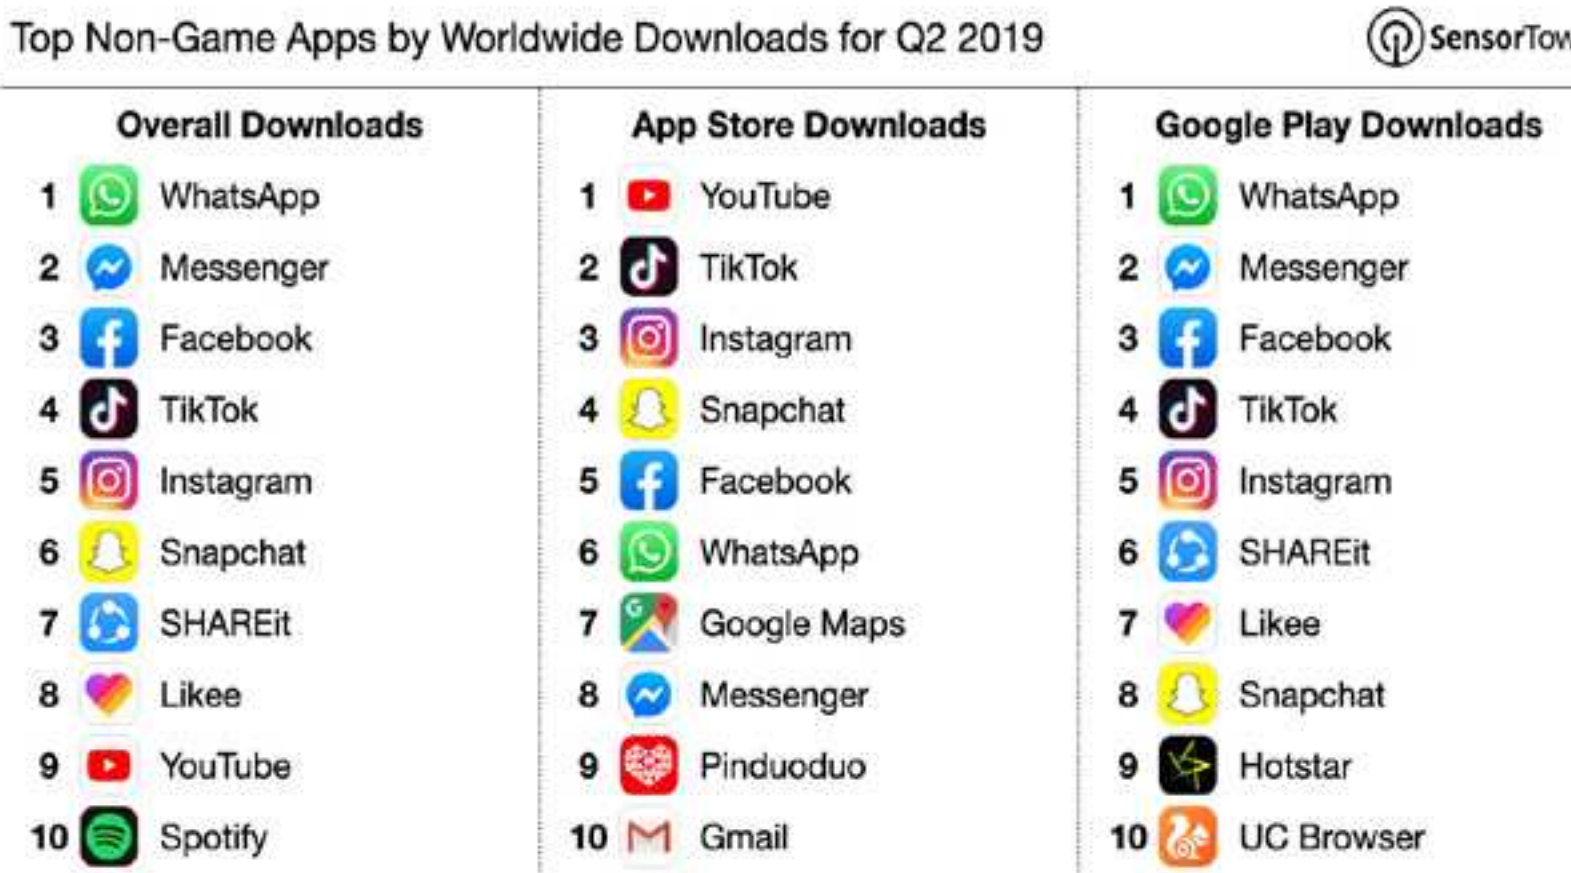 Top Non-Game Apps by Worldwide Downloads for Q2 2019
SensorTow
Overall Downloads
1 WhatsApp
2 Messenger
3 Facebook
4 TikTok
5 Instagram
6 Snapchat
7 SHAREit
8 Likee
9 YouTube
10 Spotify
App Store Downloads
1 YouTube
2 TikTok
3 Instagram
4 Snapchat
5 Facebook
6 WhatsApp
7 Google Maps
8 Messenger
9 Pinduoduo
10 Gmail
Google Play Downloads
1 WhatsApp
2 Messenger
3 Facebook
4 TikTok
5 Instagram
6 SHAREit
7 Likee
8 Snapchat
9 Hotstar
10 UC Browser